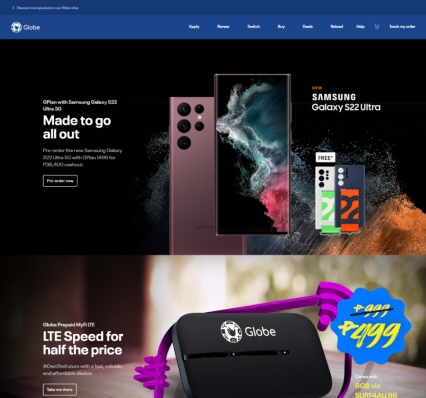 Discover more products in our Globe shop
Globe
Apply
Renew
Switch
Buy
Deals
Reload
Help
Track my order
GPlan with Samsung Galaxy S22
Ultra 5G
Made to go
all out
Pre-order the new Samsung Galaxy
S22 Ultra 5G with GPlan 1499 for
P38,400 cashout.
Pre-order now
NEW
SAMSUNG
Galaxy S22 Ultra
FREE*
Globe Prepaid MyFi LTE
LTE Speed for
half the price
#OwnTheFuture with a fast, reliable,
and affordable device.
Take me there
Globe
₱999
₱499
Comes with
9GB via
SURF4ALL99